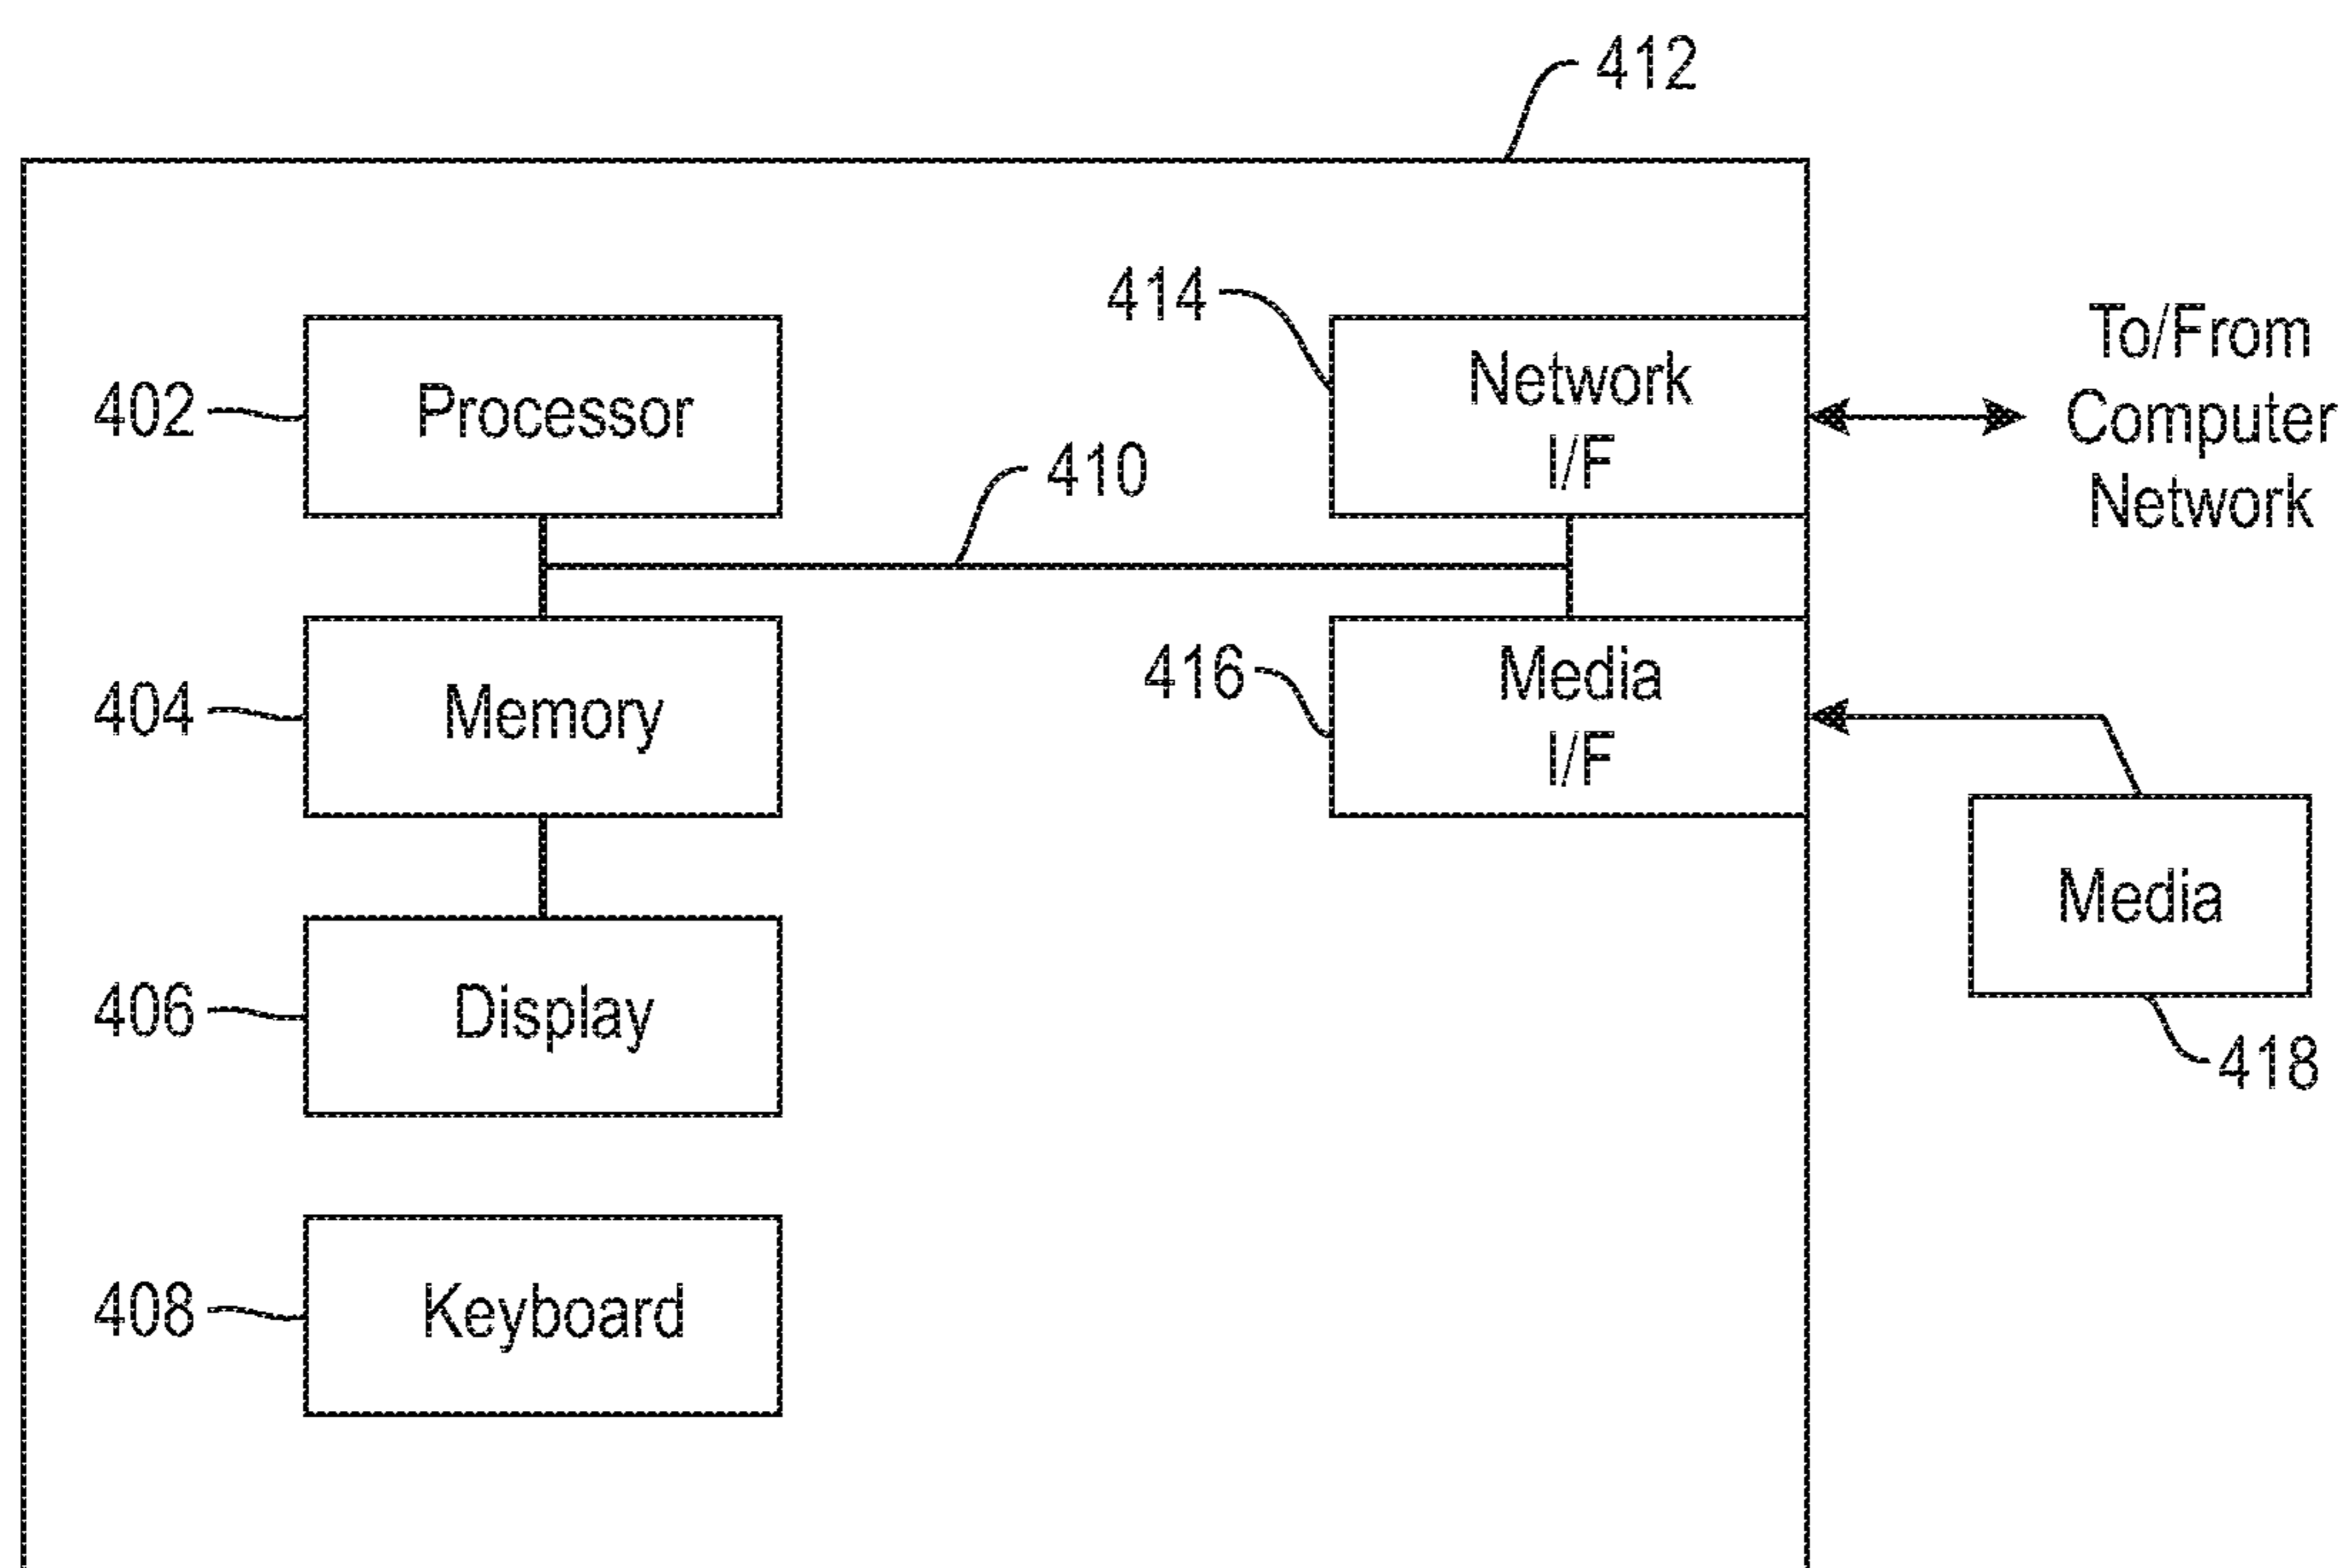 412
414
Network
I/F
To/From
Computer
Network
402
Processor
410
404
Memory
416
Media
I/F
406
Display
Media
418
408
Keyboard